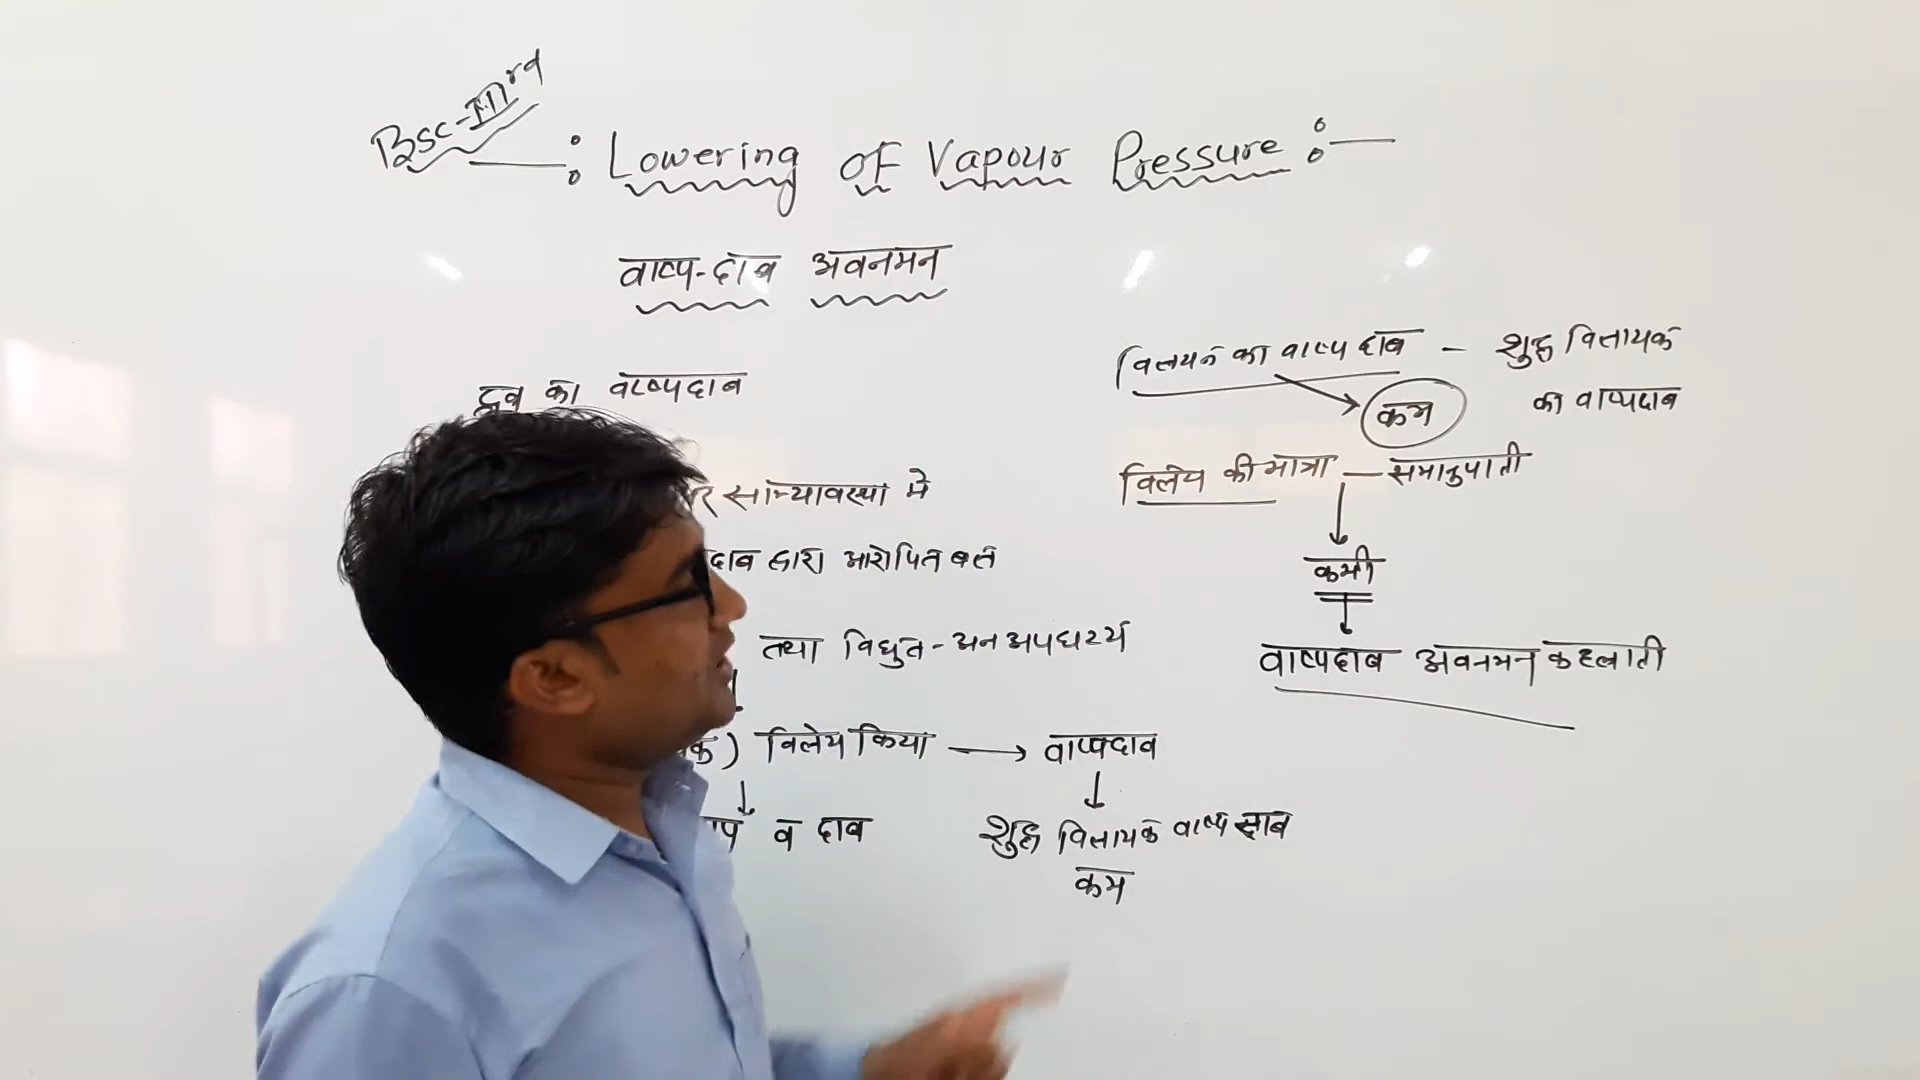 Bsc-IIIrd
Lowering of Vapour Pressure
वाष्प-दाब अवनमन
द्रव का वाष्पदाब
साम्यावस्था मे
दाब द्वारा आरोपित बल
तथा विधुत-अनअपघटय
विलेय किया → वाष्पदाब
व दाब
शुद्ध विलायक वाष्प दाब
कम
विलयन का वाष्प दाब - शुद्ध विलायक
कम का वाष्पदाब
विलेय की मात्रा - समानुपाती
कमी
वाष्पदाब अवनमन कहलाती